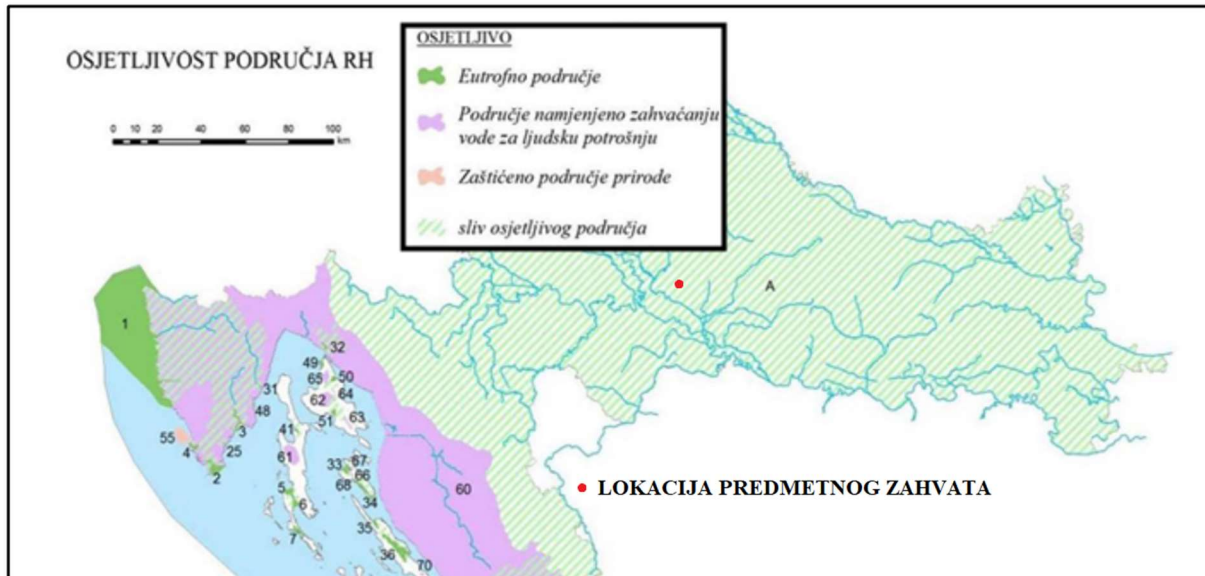 OSJETLJIVOST PODRUČJA RH
0 10 20 40 60 80 100
km
OSJETLJIVO
Eutrofno područje
Područje namjenjeno zahvaćanju
vode za ljudsku potrošnju
Zaštićeno područje prirode
sliv osjetljivog područja
A
1
32
49
65
50
31
62
64
48
51
63
3
41
55
4
25
61
2
33
67
66
5
68
60
6
34
7
35
36
70
LOKACIJA PREDMETNOG ZAHVATA